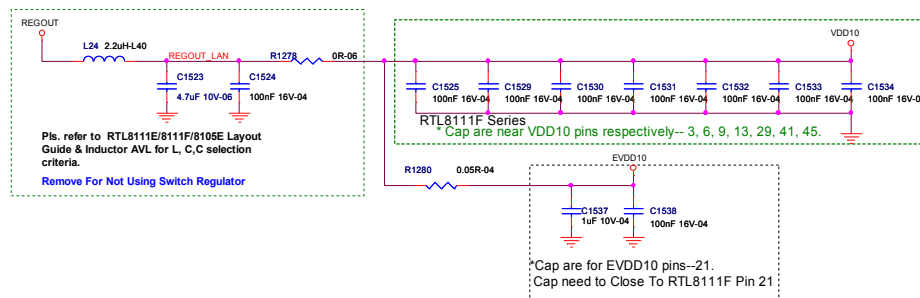 REGOUT
L24 2.2uH-L40
REGOUT_LAN
R1278 0R-06
C1523
4.7uF 10V-06
C1524
100nF 16V-04
Pls. refer to RTL8111E/8111F/8105E Layout
Guide & Inductor AVL for L, C,C selection
criteria.
Remove For Not Using Switch Regulator
VDD10
C1525
100nF 16V-04
C1529
100nF 16V-04
C1530
100nF 16V-04
C1531
100nF 16V-04
C1532
100nF 16V-04
C1533
100nF 16V-04
C1534
100nF 16V-04
RTL8111F Series
* Cap are near VDD10 pins respectively-- 3, 6, 9, 13, 29, 41, 45.
R1280 0.05R-04
EVDD10
C1537
1uF 10V-04
C1538
100nF 16V-04
*Cap are for EVDD10 pins--21.
Cap need to Close To RTL8111F Pin 21